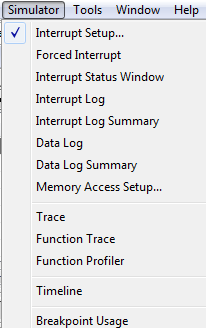 Simulator Tools Window Help
Interrupt Setup...
Forced Interrupt
Interrupt Status Window
Interrupt Log
Interrupt Log Summary
Data Log
Data Log Summary
Memory Access Setup...
Trace
Function Trace
Function Profiler
Timeline
Breakpoint Usage